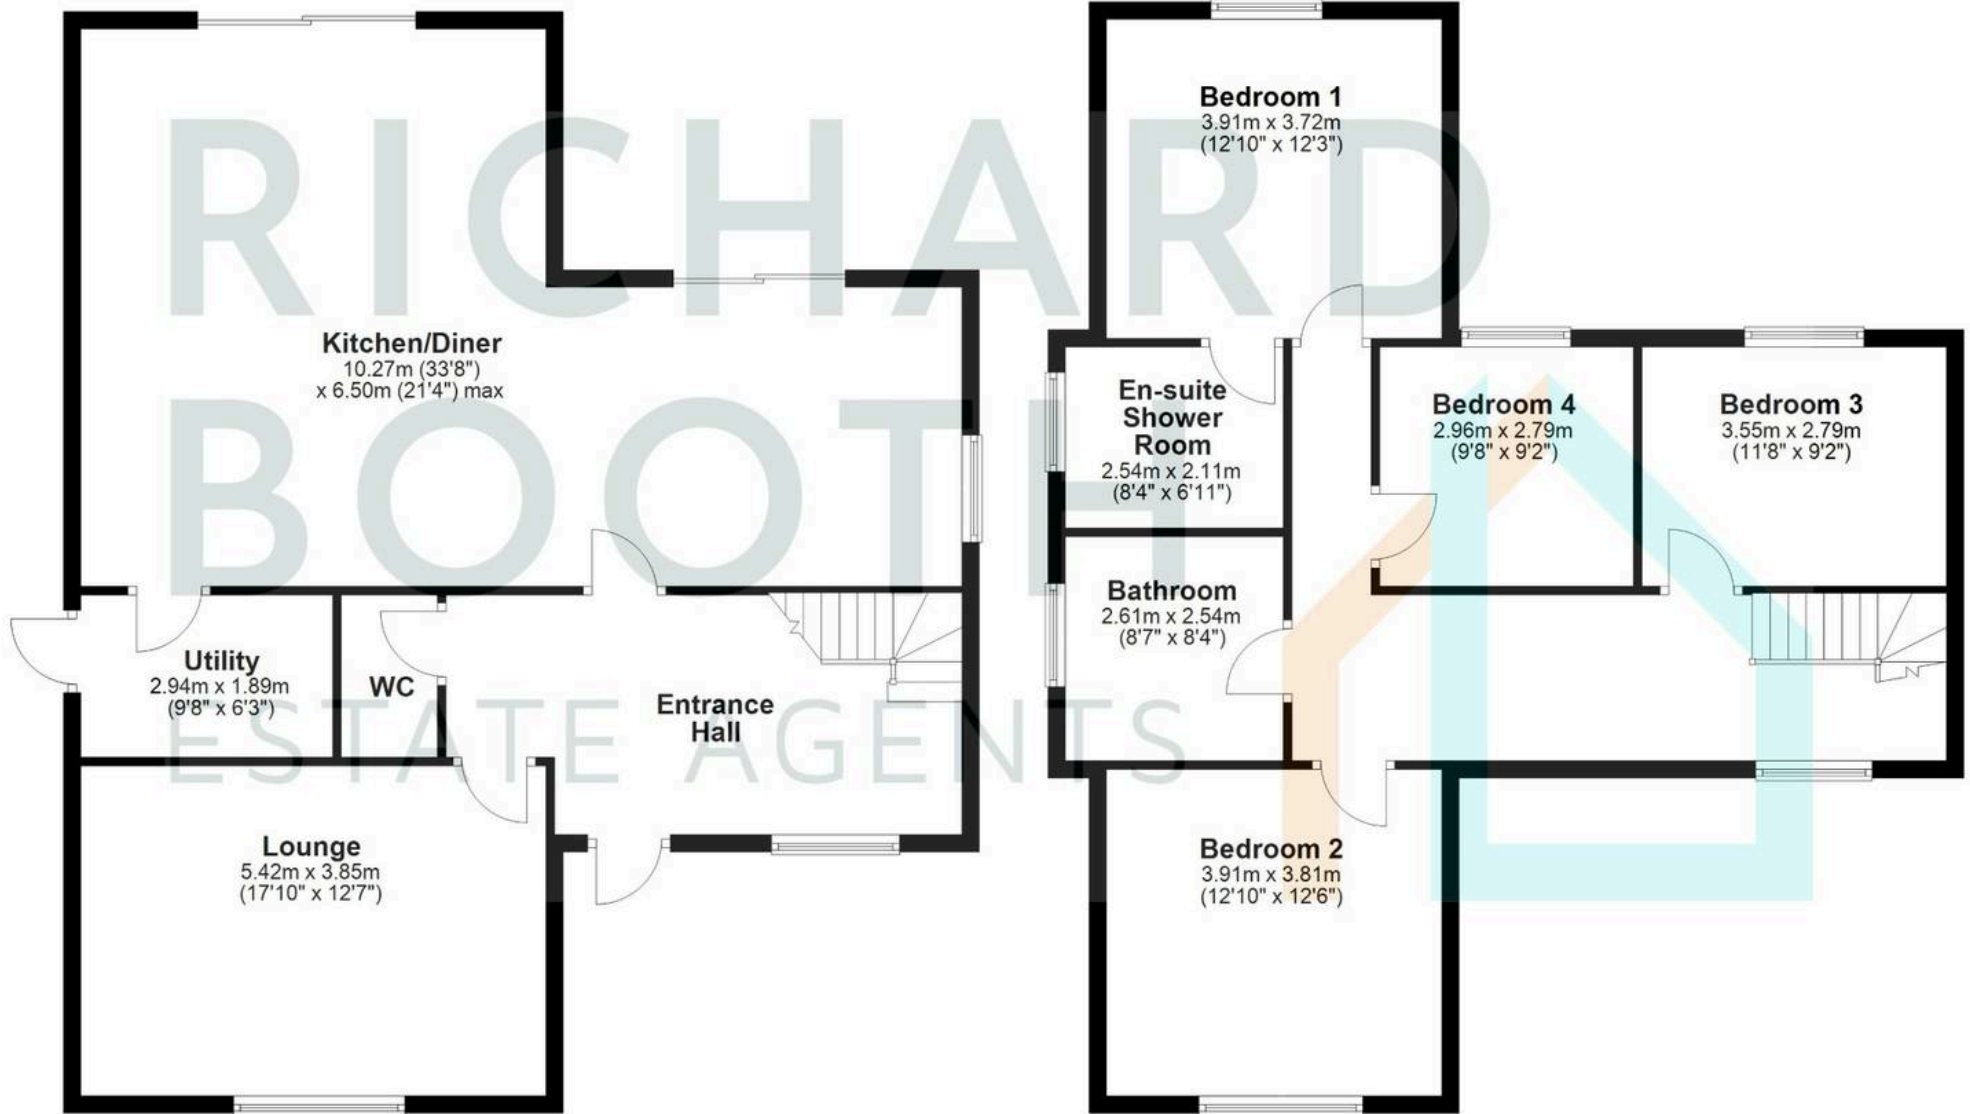 Kitchen/Diner
10.27m (33'8")
x 6.50m (21'4") max
Utility
2.94m x 1.89m
(9'8" x 6'3")
WC
Entrance
Hall
Lounge
5.42m x 3.85m
(17'10" x 12'7")
Bedroom 1
3.91m x 3.72m
(12'10" x 12'3")
En-suite
Shower
Room
2.54m x 2.11m
(8'4" x 6'11")
Bedroom 4
2.96m x 2.79m
(9'8" x 9'2")
Bedroom 3
3.55m x 2.79m
(11'8" x 9'2")
Bathroom
2.61m x 2.54m
(8'7" x 8'4")
Bedroom 2
3.91m x 3.81m
(12'10" x 12'6")
RICHARD
BOOTH
ESTATE AGENTS